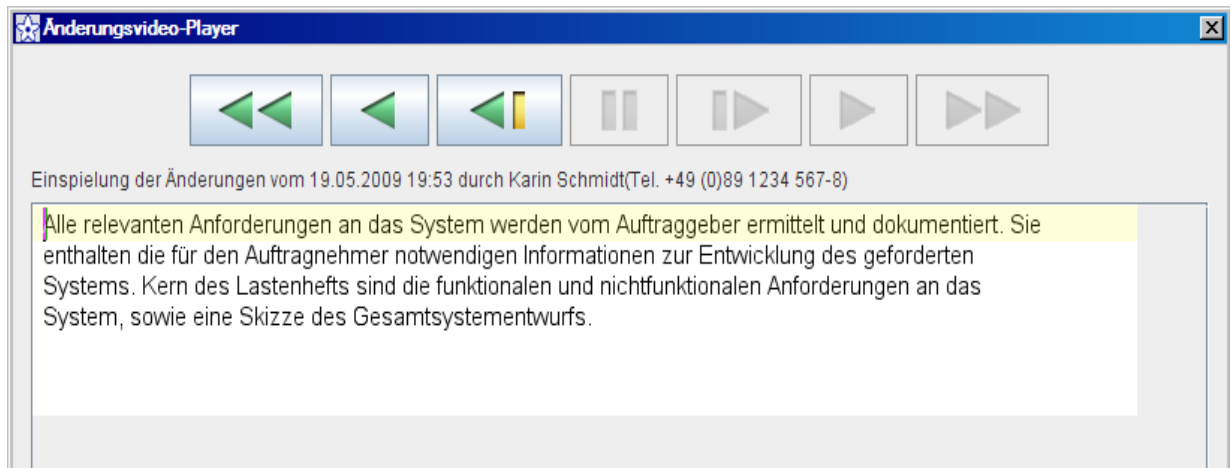 Änderungsvideo-Player
Einspielung der Änderungen vom 19.05.2009 19:53 durch Karin Schmidt(Tel. +49 (0)89 1234 567-8)
Alle relevanten Anforderungen an das System werden vom Auftraggeber ermittelt und dokumentiert. Sie
enthalten die für den Auftragnehmer notwendigen Informationen zur Entwicklung des geforderten
Systems. Kern des Lastenhefts sind die funktionalen und nichtfunktionalen Anforderungen an das
System, sowie eine Skizze des Gesamtsystementwurfs.